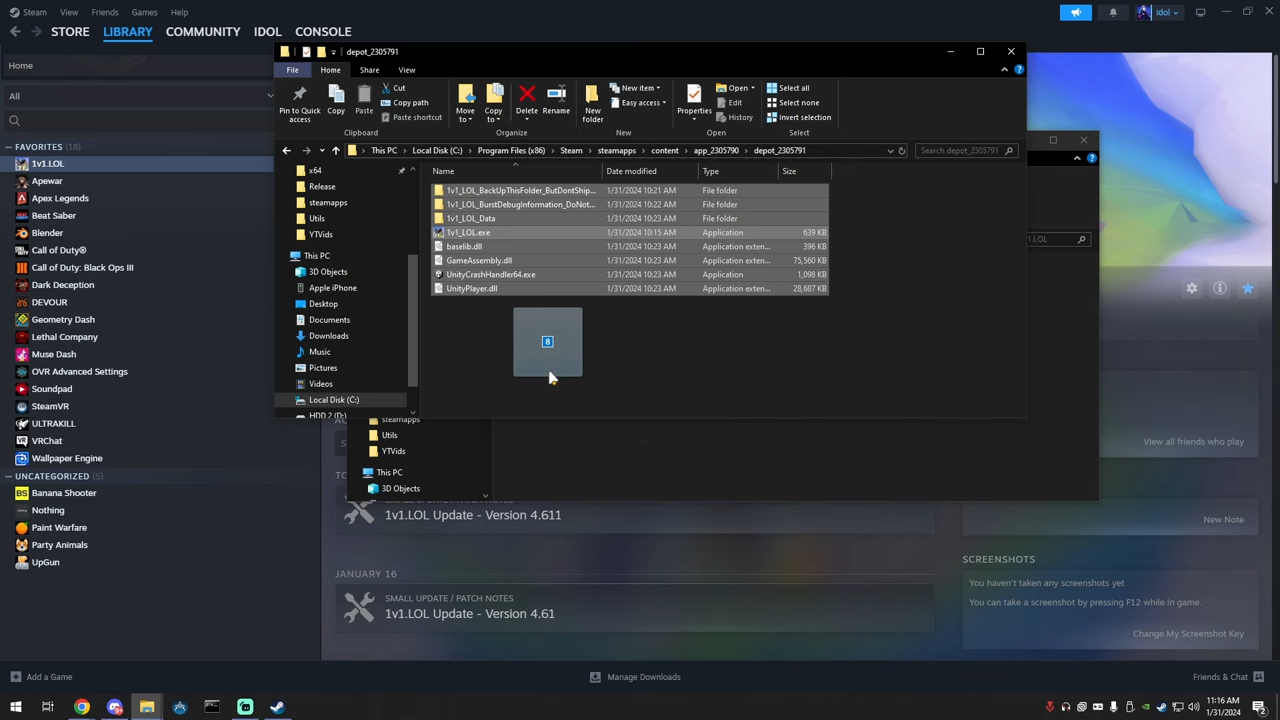 Steam View Friends Games Help
Idol
STORE LIBRARY COMMUNITY IDOL CONSOLE
Home
All
FAVORITES (18)
1v1.LOL
Apewar
Apex Legends
Beat Saber
Blender
Call of Duty®
Call of Duty: Black Ops III
Dark Deception
DEVOUR
Geometry Dash
Lethal Company
Muse Dash
OVR Advanced Settings
Soundpad
SteamVR
ULTRAKILL
VRChat
Wallpaper Engine
UNCATEGORIZED (5)
Banana Shooter
Nothing
Paint Warfare
Party Animals
UpGun
depot_2305791
File Home Share View
Pin to Quick access
Copy
Paste
Cut
Copy path
Paste shortcut
Clipboard
Move to
Copy to
Delete
Rename
Organize
New folder
New item
Easy access
New
Properties
Open
Edit
History
Open
Select all
Select none
Invert selection
Select
This PC Local Disk (C:) Program Files (x86) Steam steamapps content app_2305790 depot_2305791
Search depot_2305791
x64
Release
steamapps
Utils
YTVids
This PC
3D Objects
Apple iPhone
Desktop
Documents
Downloads
Music
Pictures
Videos
Local Disk (C:)
HDD 2 (D:)
Name Date modified Type Size
1v1_LOL_BackUpThisFolder_ButDontShip... 1/31/2024 10:21 AM File folder
1v1_LOL_BurstDebugInformation_DoNot... 1/31/2024 10:22 AM File folder
1v1_LOL_Data 1/31/2024 10:23 AM File folder
1v1_LOL.exe 1/31/2024 10:15 AM Application 639 KB
baselib.dll 1/31/2024 10:23 AM Application exten... 396 KB
GameAssembly.dll 1/31/2024 10:23 AM Application exten... 75,560 KB
UnityCrashHandler64.exe 1/31/2024 10:23 AM Application 1,098 KB
UnityPlayer.dll 1/31/2024 10:23 AM Application exten... 28,687 KB
8
.LOL
steamapps
Utils
YTVids
This PC
3D Objects
View all friends who play
1v1.LOL Update - Version 4.611
New Note
JANUARY 16
SMALL UPDATE / PATCH NOTES
1v1.LOL Update - Version 4.61
SCREENSHOTS
You haven't taken any screenshots yet
You can take a screenshot by pressing F12 while in game.
Change My Screenshot Key
Add a Game
Manage Downloads
Friends & Chat
11:16 AM
1/31/2024
2